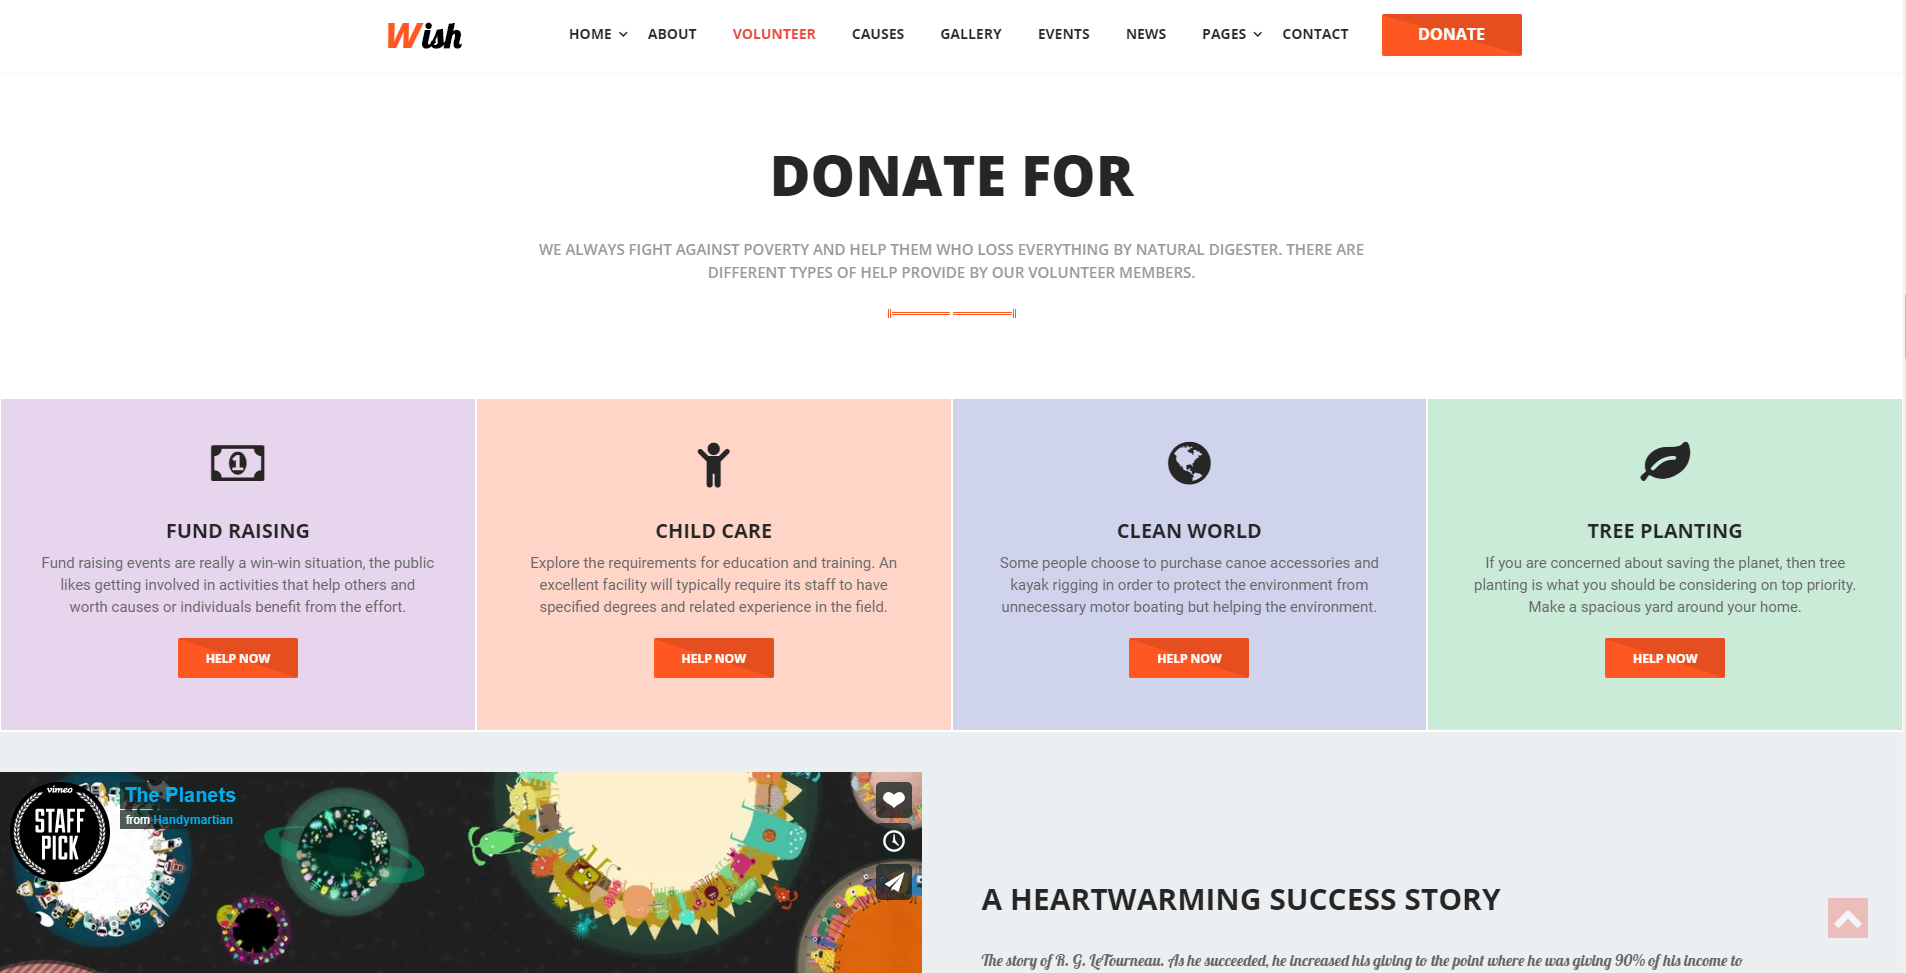 Wish
HOME ABOUT VOLUNTEER CAUSES GALLERY EVENTS NEWS PAGES CONTACT DONATE
DONATE FOR
WE ALWAYS FIGHT AGAINST POVERTY AND HELP THEM WHO LOSS EVERYTHING BY NATURAL DIGESTER. THERE ARE
DIFFERENT TYPES OF HELP PROVIDE BY OUR VOLUNTEER MEMBERS.
1
FUND RAISING
Fund raising events are really a win-win situation, the public
likes getting involved in activities that help others and
worth causes or individuals benefit from the effort.
HELP NOW
CHILD CARE
Explore the requirements for education and training. An
excellent facility will typically require its staff to have
specified degrees and related experience in the field.
HELP NOW
CLEAN WORLD
Some people choose to purchase canoe accessories and
kayak rigging in order to protect the environment from
unnecessary motor boating but helping the environment.
HELP NOW
TREE PLANTING
If you are concerned about saving the planet, then tree
planting is what you should be considering on top priority.
Make a spacious yard around your home.
HELP NOW
vimeo
STAFF
PICK
The Planets
from Handymartian
A HEARTWARMING SUCCESS STORY
The story of R. G. LeTourneau. As he succeeded, he increased his giving to the point where he was giving 90% of his income to